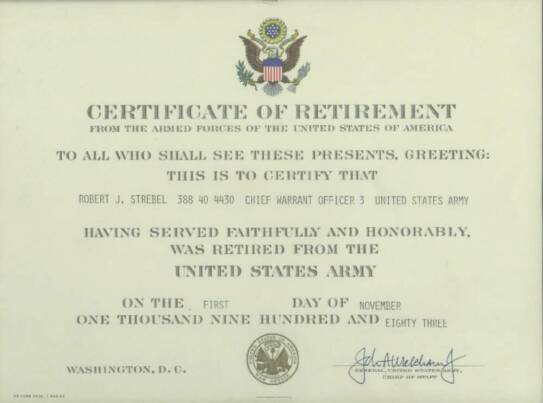 CERTIFICATE OF RETIREMENT
FROM THE ARMED FORCES OF THE UNITED STATES OF AMERICA
TO ALL WHO SHALL SEE THESE PRESENTS, GREETING:
THIS IS TO CERTIFY THAT
ROBERT J. STREBEL 388 40 4430 CHIEF WARRANT OFFICER 3 UNITED STATES ARMY
HAVING SERVED FAITHFULLY AND HONORABLY,
WAS RETIRED FROM THE
UNITED STATES ARMY
ON THE FIRST DAY OF NOVEMBER
ONE THOUSAND NINE HUNDRED AND EIGHTY THREE
WASHINGTON, D. C.
John A Wickham Jr
GENERAL, UNITED STATES ARMY,
CHIEF OF STAFF